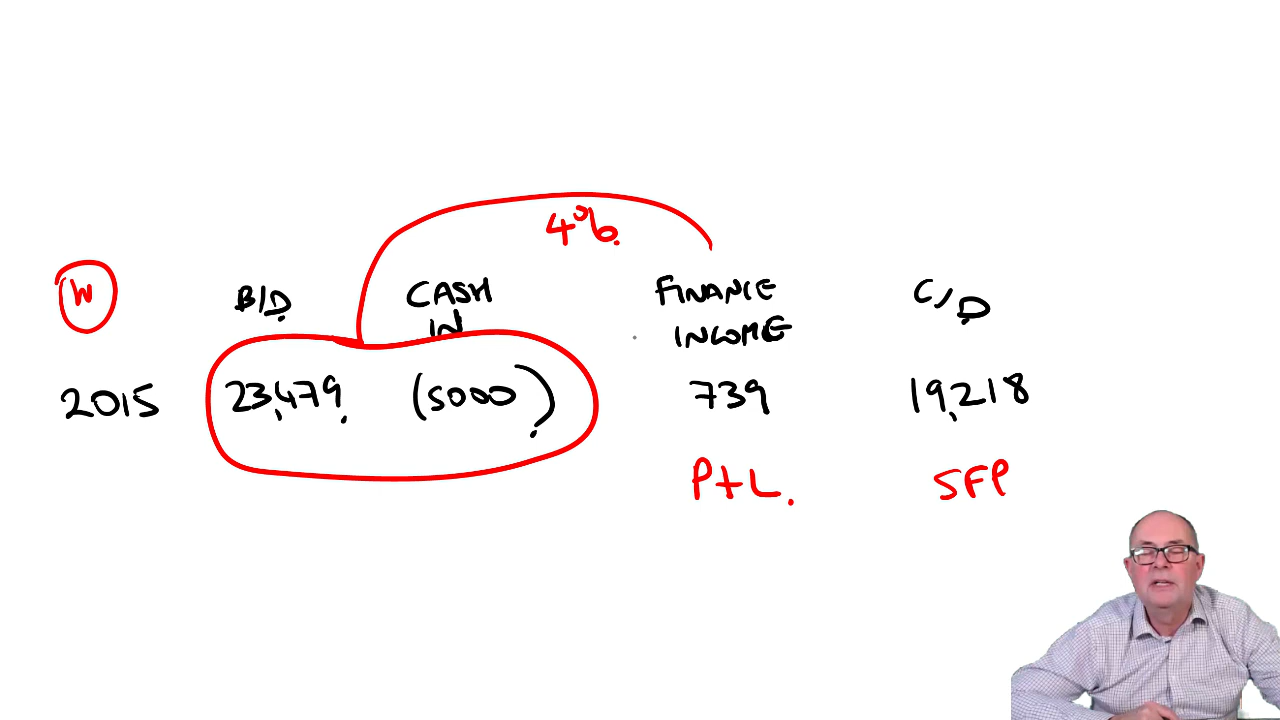 4%
W B/D CASH IN FINANCE INCOME C/D
2015 23,479 (5000) 739 19,218
P+L. SFP